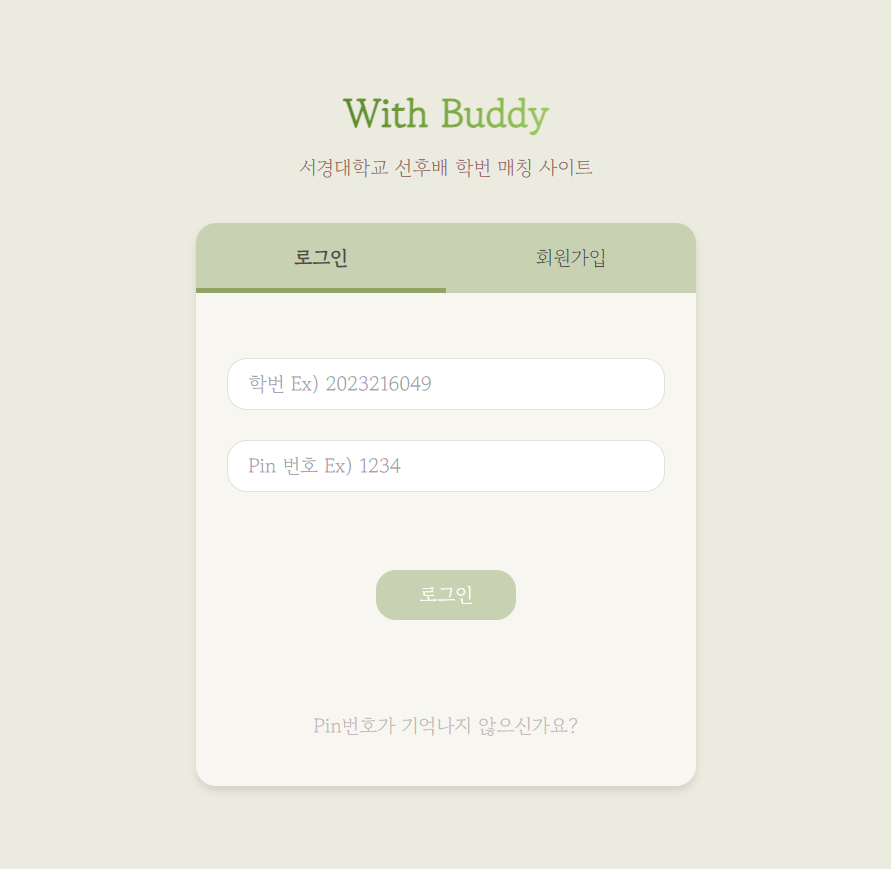 With Buddy
서경대학교 선후배 학번 매칭 사이트
로그인 회원가입
학번 Ex) 2023216049
Pin 번호 Ex) 1234
로그인
Pin번호가 기억나지 않으신가요?